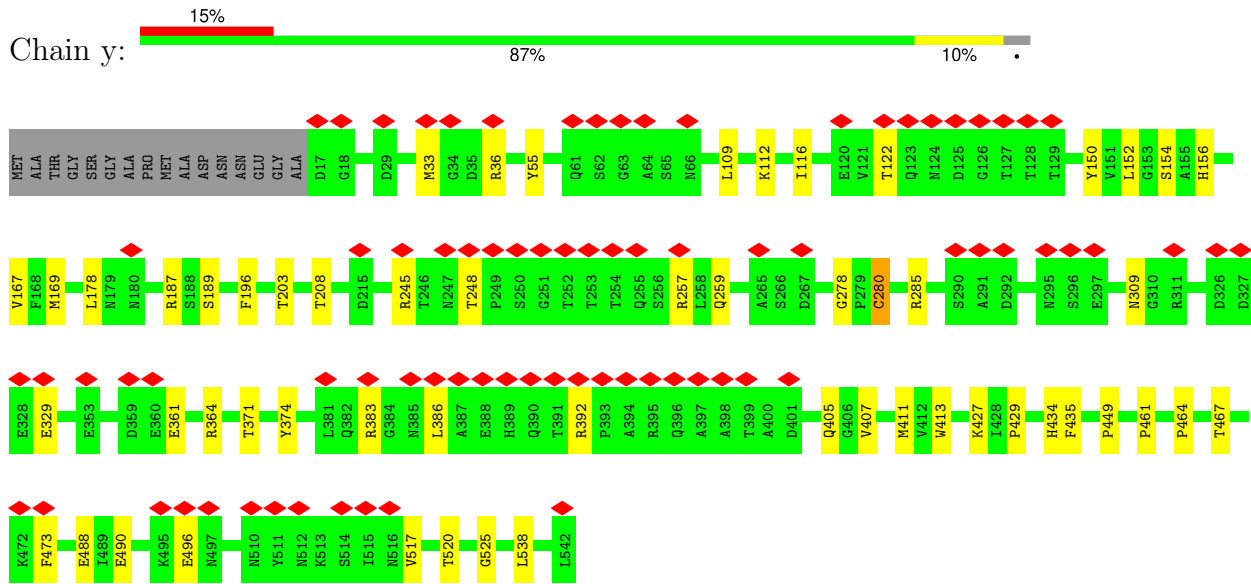 15%
Chain y:
87% 10% •
MET ALA THR GLY SER GLY ALA PRO MET ALA ASP ASN ASN GLU GLY ALA D17 G18 D29 M33 G34 D35 R36 Y55 Q61 S62 G63 A64 S65 N66 L109 K112 I116 E120 V121 T122 Q123 N124 D125 G126 T127 T128 T129 Y150 V151 L152 G153 S154 A155 H156
V167 F168 M169 L178 N179 N180 R187 S188 S189 F196 T203 T208 D215 R245 T246 N247 T248 P249 S250 G251 T252 T253 T254 Q255 S256 R257 L258 Q259 A265 S266 D267 G278 P279 C280 R285 S290 A291 D292 N295 S296 E297 N309 G310 R311 D326 D327
E328 E329 E353 D359 E360 E361 R364 T371 Y374 L381 Q382 R383 G384 N385 L386 A387 E388 H389 Q390 T391 R392 P393 A394 R395 Q396 A397 A398 T399 A400 D401 Q405 G406 V407 M411 V412 W413 K427 I428 P429 H434 F435 P449 P461 P464 T467
K472 F473 E488 I489 E490 K495 E496 N497 N510 Y511 N512 K513 S514 I515 N516 V517 T520 G525 L538 L542